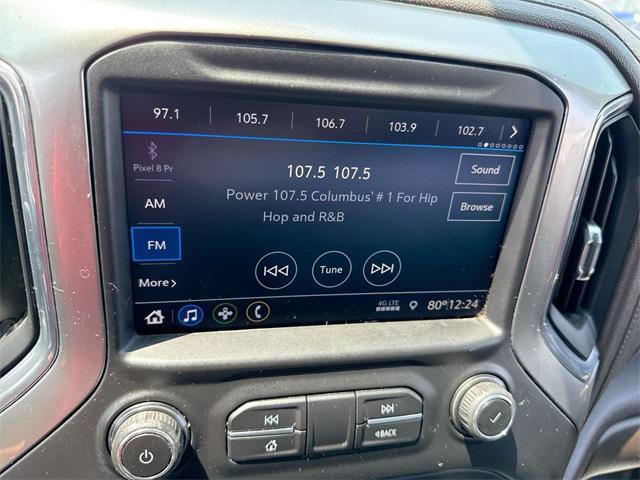 97.1 105.7 106.7 103.9 102.7
Pixel 8 Pr
107.5 107.5
Sound
AM
Power 107.5 Columbus' # 1 For Hip
Hop and R&B
Browse
FM
Tune
More
4G LTE
80° 12:24
BACK